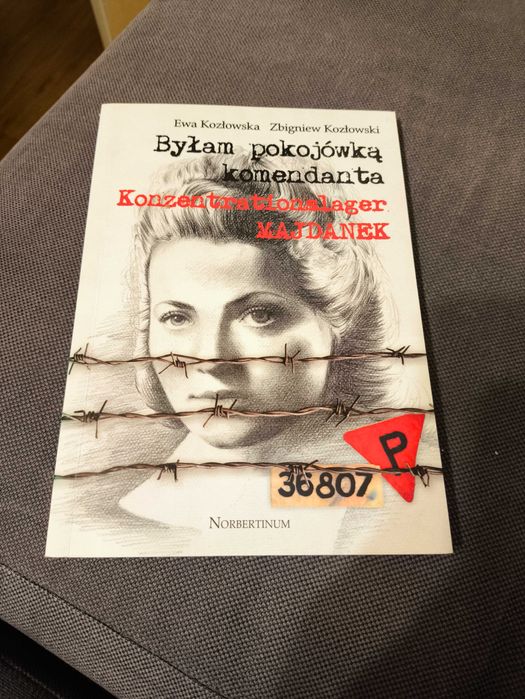 Ewa Kozłowska Zbigniew Kozłowski
Byłam pokojówką
komendanta
Konzentrationslager
MAJDANEK
P
36807
NORBERTINUM